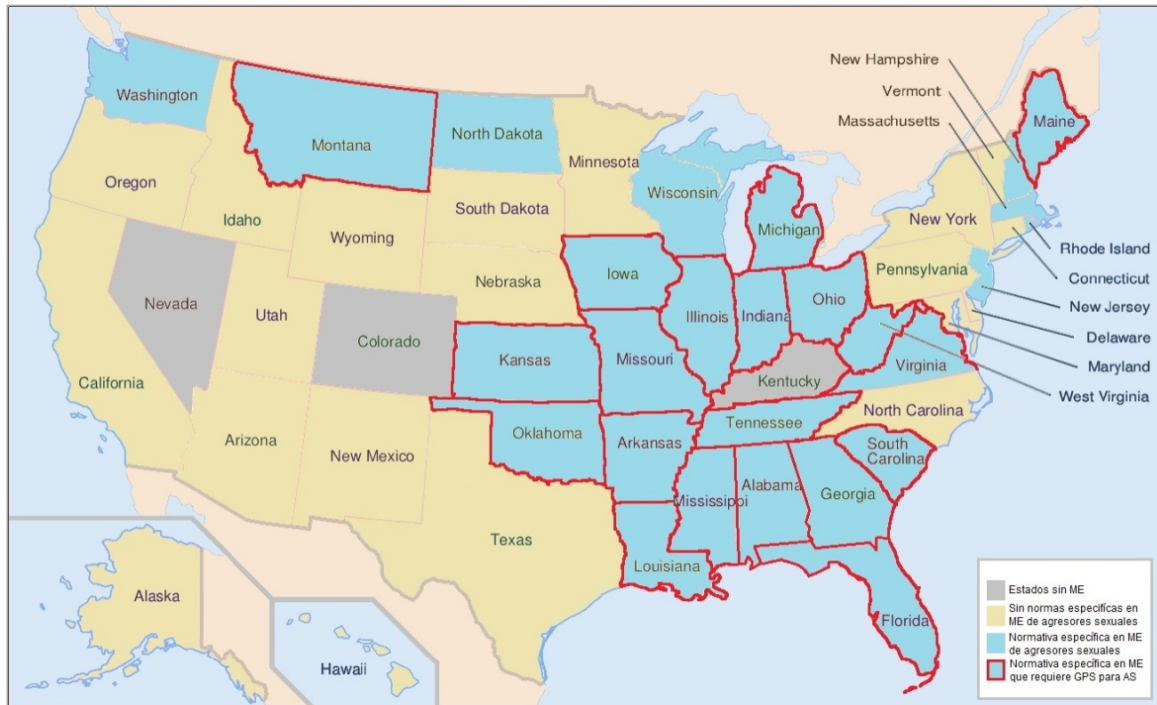 New Hampshire
Vermont
Massachusetts
Washington
Montana
North Dakota
Minnesota
Maine
Oregon
Idaho
South Dakota
Wisconsin
Michigan
New York
Wyoming
Rhode Island
Iowa
Pennsylvania
Connecticut
Nebraska
Nevada
Utah
Illinois
Indiana
Ohio
New Jersey
Colorado
Delaware
Kansas
Missouri
Virginia
Maryland
California
Kentucky
West Virginia
North Carolina
Tennessee
Oklahoma
Arizona
New Mexico
Arkansas
South
Carolina
Mississippi
Alabama
Georgia
Texas
Louisiana
Florida
Alaska
Hawaii
Estados sin ME
Sin normas especifícas en
ME de agresores sexuales
Normativa específica en ME
de agresores sexuales
Normativa específica en ME
que requiere GPS para AS